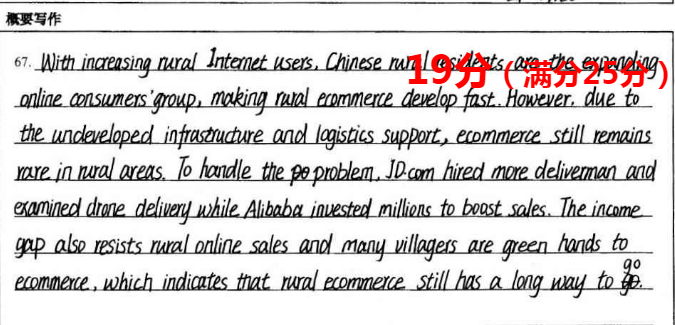 概要写作
67. With increasing rural Internet users, Chinese rural residents are the expanding
19分（满分25分）
online consumers' group, making rural ecommerce develop fast. However, due to
the undeveloped infrastructure and logistics support, ecommerce still remains
rare in rural areas. To handle the problem, JD.com hired more deliverman and
examined drone delivery while Alibaba invested millions to boost sales. The income
gap also resists rural online sales and many villagers are green hands to
ecommerce, which indicates that rural ecommerce still has a long way to go.